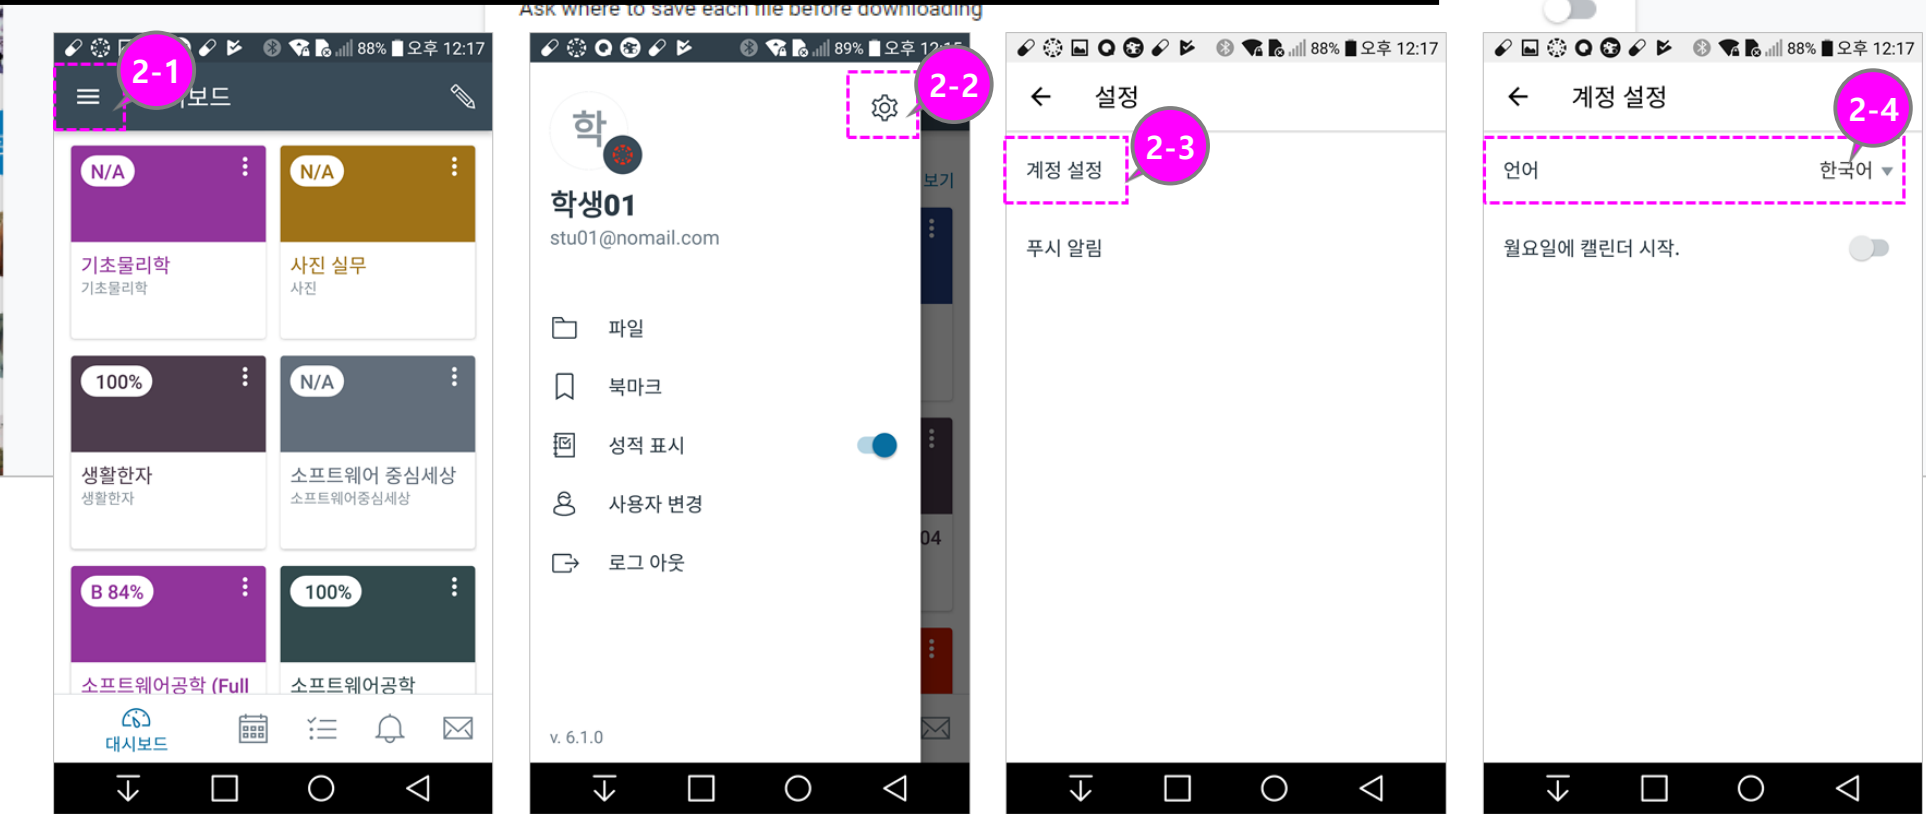 Ask where to save each file before downloading
88% 오후 12:17
2-1
보드
N/A
기초물리학
기초물리학
N/A
사진 실무
사진
100%
생활한자
생활한자
N/A
소프트웨어 중심세상
소프트웨어중심세상
B 84%
소프트웨어공학 (Full
100%
소프트웨어공학
대시보드
89% 오후
2-2
학
학생01
stu01@nomail.com
보기
파일
북마크
성적 표시
사용자 변경
04
로그 아웃
v. 6.1.0
88% 오후 12:17
설정
2-3
계정 설정
푸시 알림
88% 오후 12:17
계정 설정
2-4
언어 한국어
월요일에 캘린더 시작.